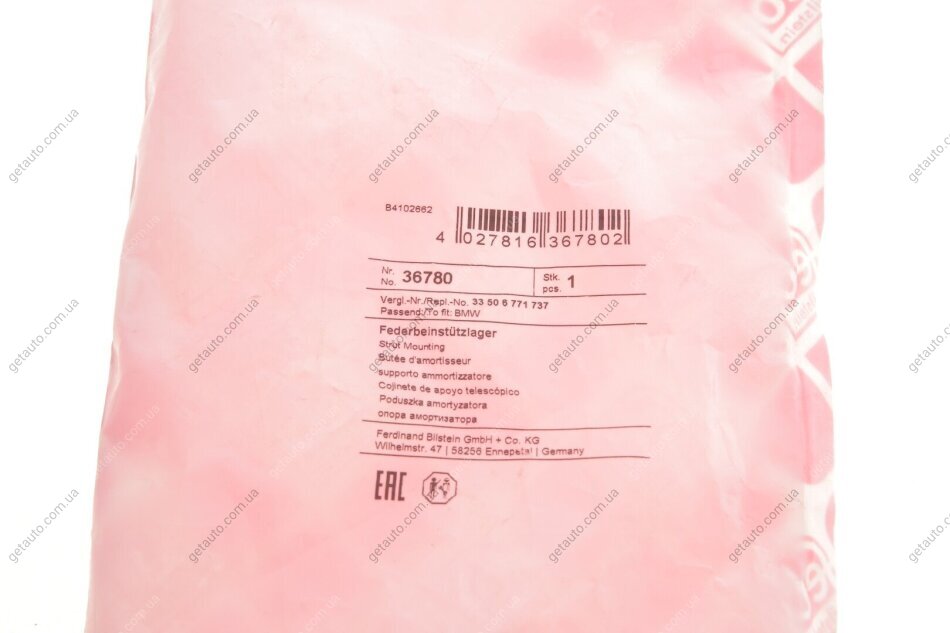 B4102662
4 027816 367802
Nr.
No. 36780
Stk.
pcs. 1
Vergl.-Nr./Repl.-No. 33 50 6 771 737
Passend:/To fit: BMW
Federbeinstützlager
Strut Mounting
Butée d'amortisseur
supporto ammortizzatore
Cojinete de apoyo telescópico
Poduszka amortyzatora
опора амортизатора
Ferdinand Bilstein GmbH + Co. KG
Wilhelmstr. 47 | 58256 Ennepetal | Germany
EAC
getauto.com.ua